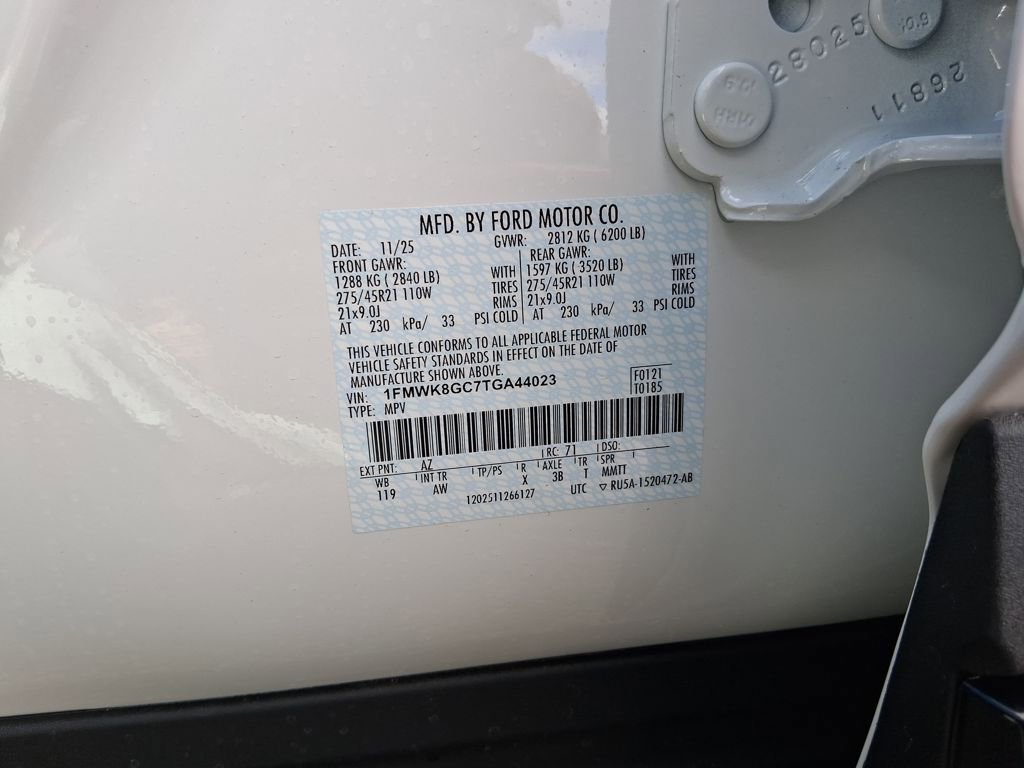 28025
10.9
26811
10.9
MFD. BY FORD MOTOR CO.
DATE: 11/25 GVWR: 2812 KG ( 6200 LB)
FRONT GAWR: REAR GAWR:
1288 KG ( 2840 LB) WITH 1597 KG ( 3520 LB) WITH
275/45R21 110W TIRES 275/45R21 110W TIRES
21x9.0J RIMS 21x9.0J RIMS
AT 230 kPa/ 33 PSI COLD AT 230 kPa/ 33 PSI COLD
THIS VEHICLE CONFORMS TO ALL APPLICABLE FEDERAL MOTOR
VEHICLE SAFETY STANDARDS IN EFFECT ON THE DATE OF
MANUFACTURE SHOWN ABOVE.
VIN: 1FMWK8GC7TGA44023 F0121
TYPE: MPV T0185
EXT PNT: AZ RC: 71 DSO:
WB INT TR TP/PS R AXLE TR SPR
119 AW X 3B T MMTT
1202511266127 UTC ▽ RU5A-1520472-AB